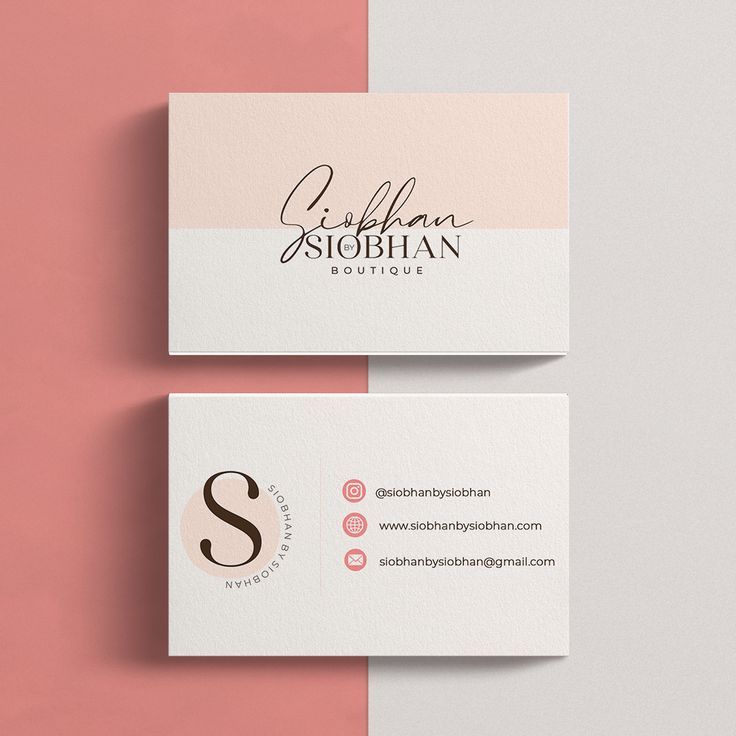 Siobhan
BY
SIOBHAN
BOUTIQUE
S
SIOBHAN BY SIOBHAN
@siobhanbysiobhan
www.siobhanbysiobhan.com
siobhanbysiobhan@gmail.com